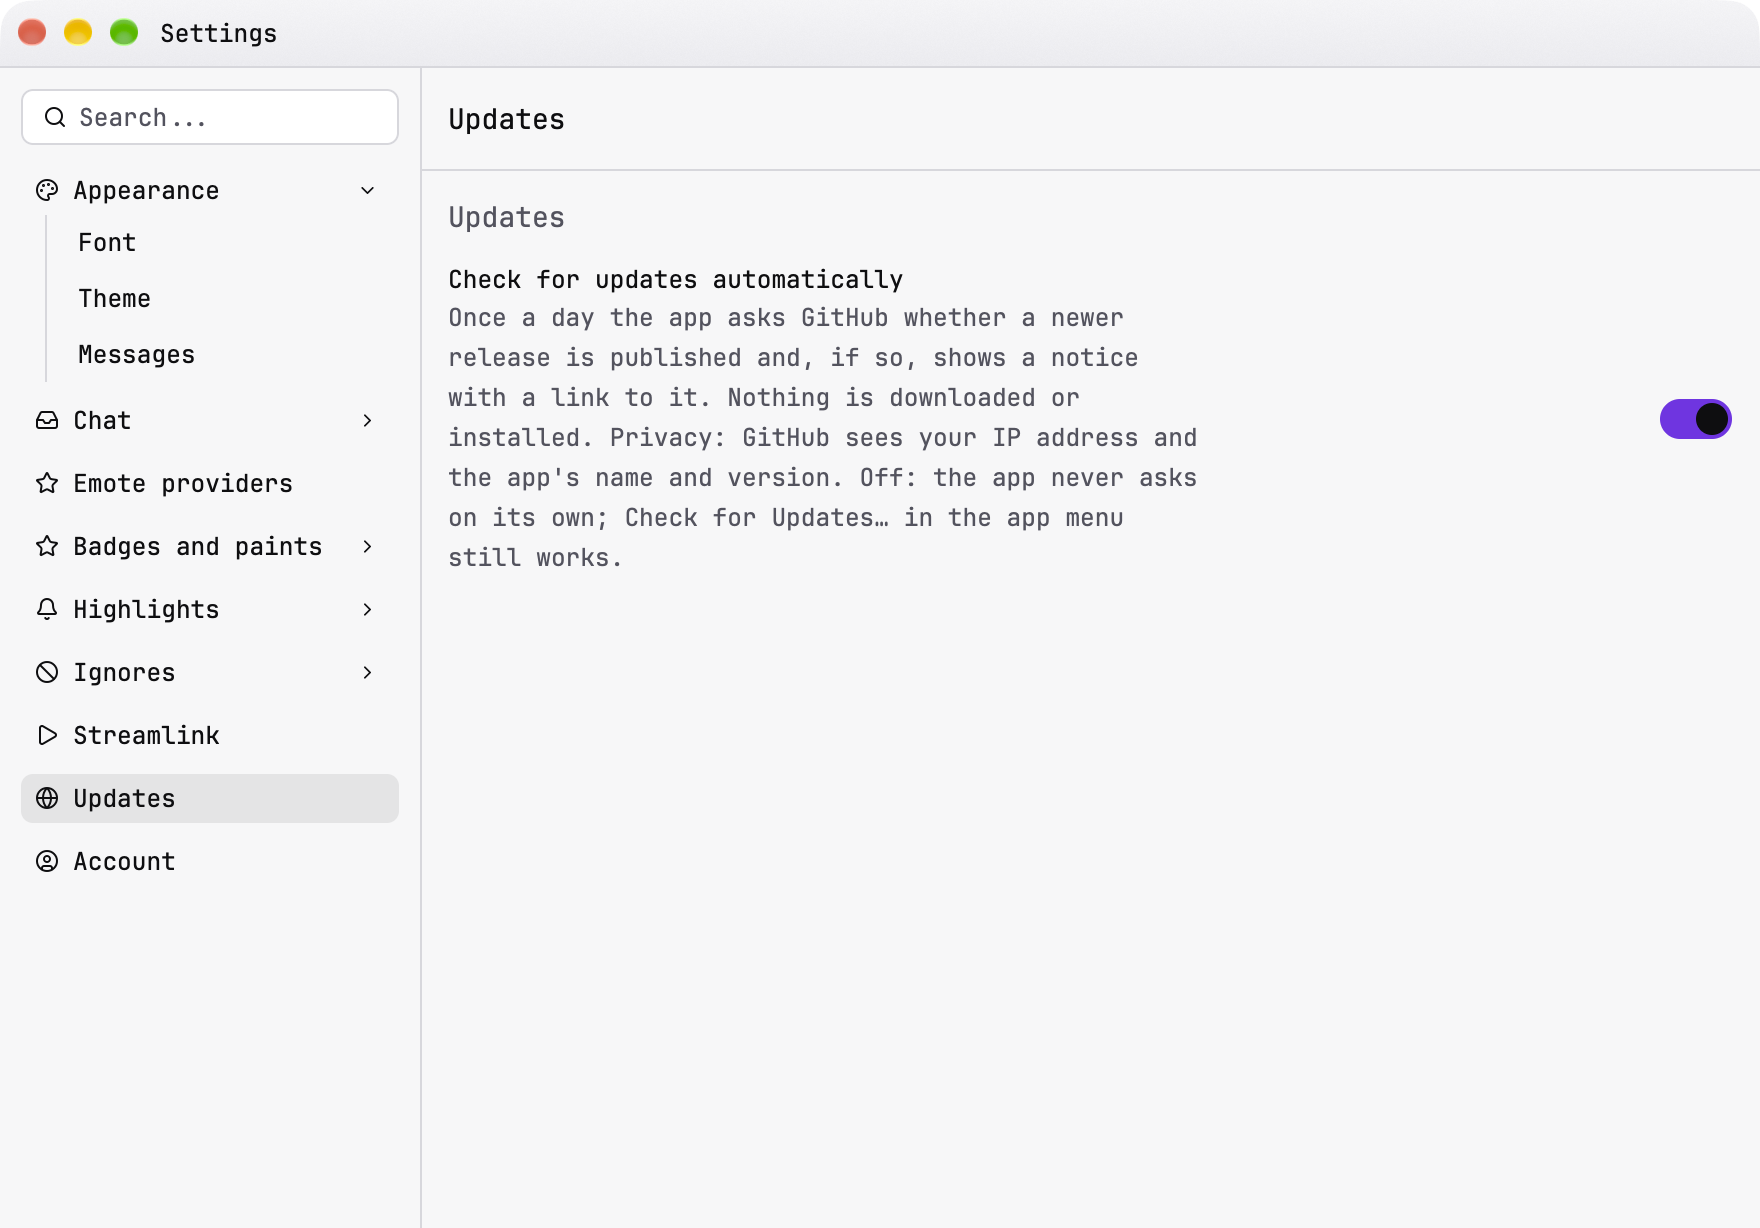 Settings
Search...
Appearance
Font
Theme
Messages
Chat
Emote providers
Badges and paints
Highlights
Ignores
Streamlink
Updates
Account
Updates
Updates
Check for updates automatically
Once a day the app asks GitHub whether a newer
release is published and, if so, shows a notice
with a link to it. Nothing is downloaded or
installed. Privacy: GitHub sees your IP address and
the app's name and version. Off: the app never asks
on its own; Check for Updates… in the app menu
still works.